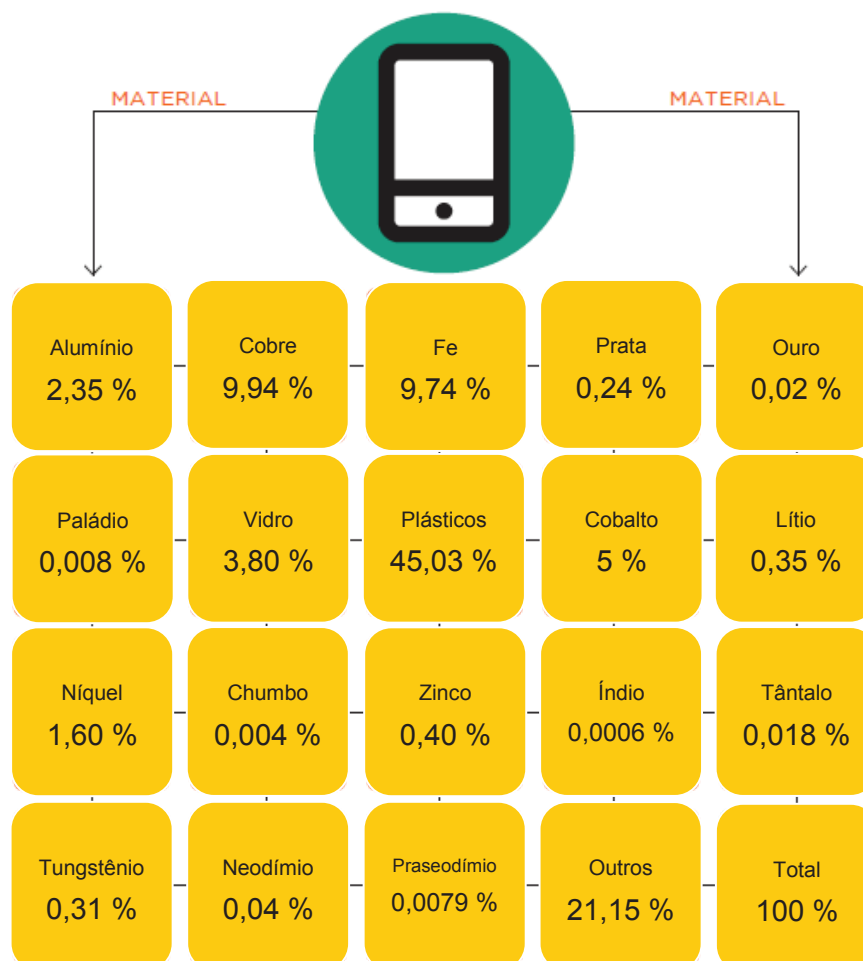 MATERIAL
MATERIAL
Alumínio
2,35 %
Cobre
9,94 %
Fe
9,74 %
Prata
0,24 %
Ouro
0,02 %
Paládio
0,008 %
Vidro
3,80 %
Plásticos
45,03 %
Cobalto
5 %
Lítio
0,35 %
Níquel
1,60 %
Chumbo
0,004 %
Zinco
0,40 %
Índio
0,0006 %
Tântalo
0,018 %
Tungstênio
0,31 %
Neodímio
0,04 %
Praseodímio
0,0079 %
Outros
21,15 %
Total
100 %